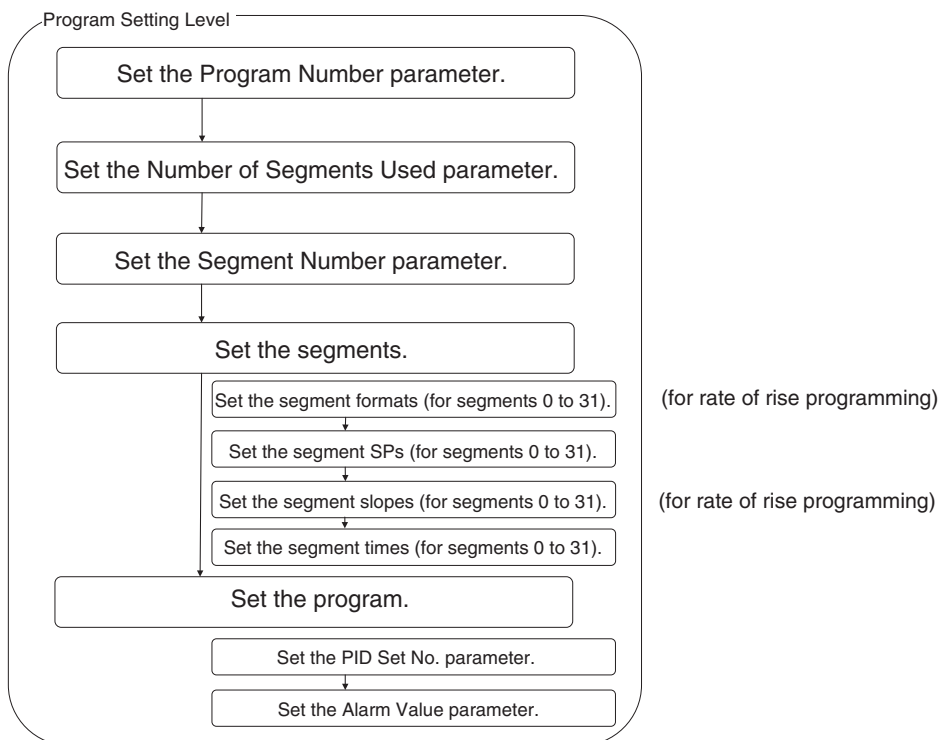 Program Setting Level
Set the Program Number parameter.
Set the Number of Segments Used parameter.
Set the Segment Number parameter.
Set the segments.
Set the segment formats (for segments 0 to 31).
(for rate of rise programming)
Set the segment SPs (for segments 0 to 31).
Set the segment slopes (for segments 0 to 31).
(for rate of rise programming)
Set the segment times (for segments 0 to 31).
Set the program.
Set the PID Set No. parameter.
Set the Alarm Value parameter.